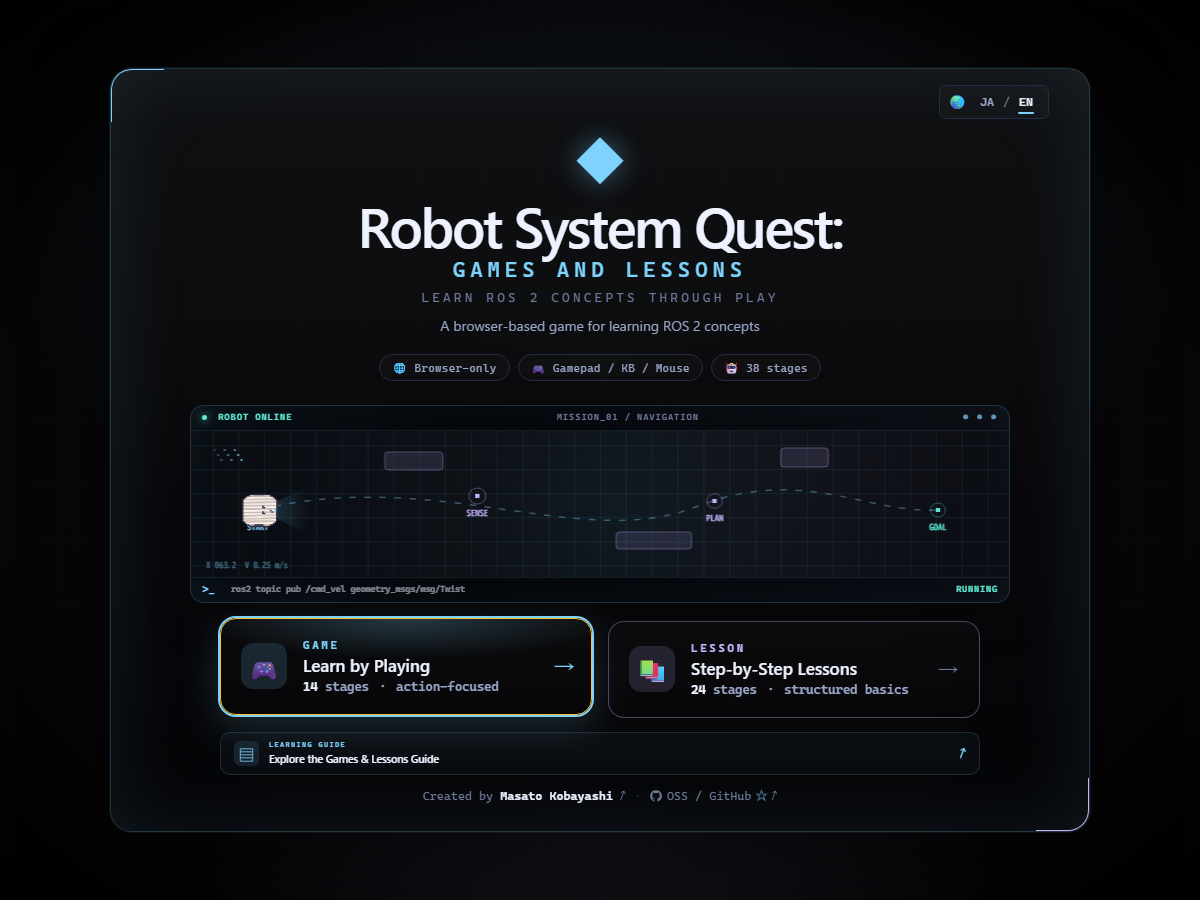 JA / EN
Robot System Quest:
GAMES AND LESSONS
LEARN ROS 2 CONCEPTS THROUGH PLAY
A browser-based game for learning ROS 2 concepts
Browser-only
Gamepad / KB / Mouse
38 stages
ROBOT ONLINE
MISSION_01 / NAVIGATION
SENSE
PLAN
START
GOAL
X 063.2 V 0.25 m/s
>_ ros2 topic pub /cmd_vel geometry_msgs/msg/Twist
RUNNING
GAME
Learn by Playing →
14 stages · action-focused
LESSON
Step-by-Step Lessons →
24 stages · structured basics
LEARNING GUIDE
Explore the Games & Lessons Guide ↗
Created by Masato Kobayashi ↗ · OSS / GitHub ☆ ↗